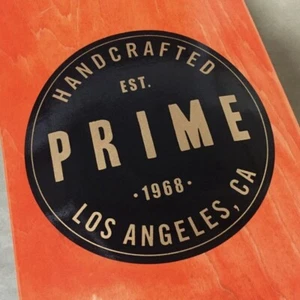 HANDCRAFTED
EST.
PRIME
·1968·
LOS ANGELES, CA